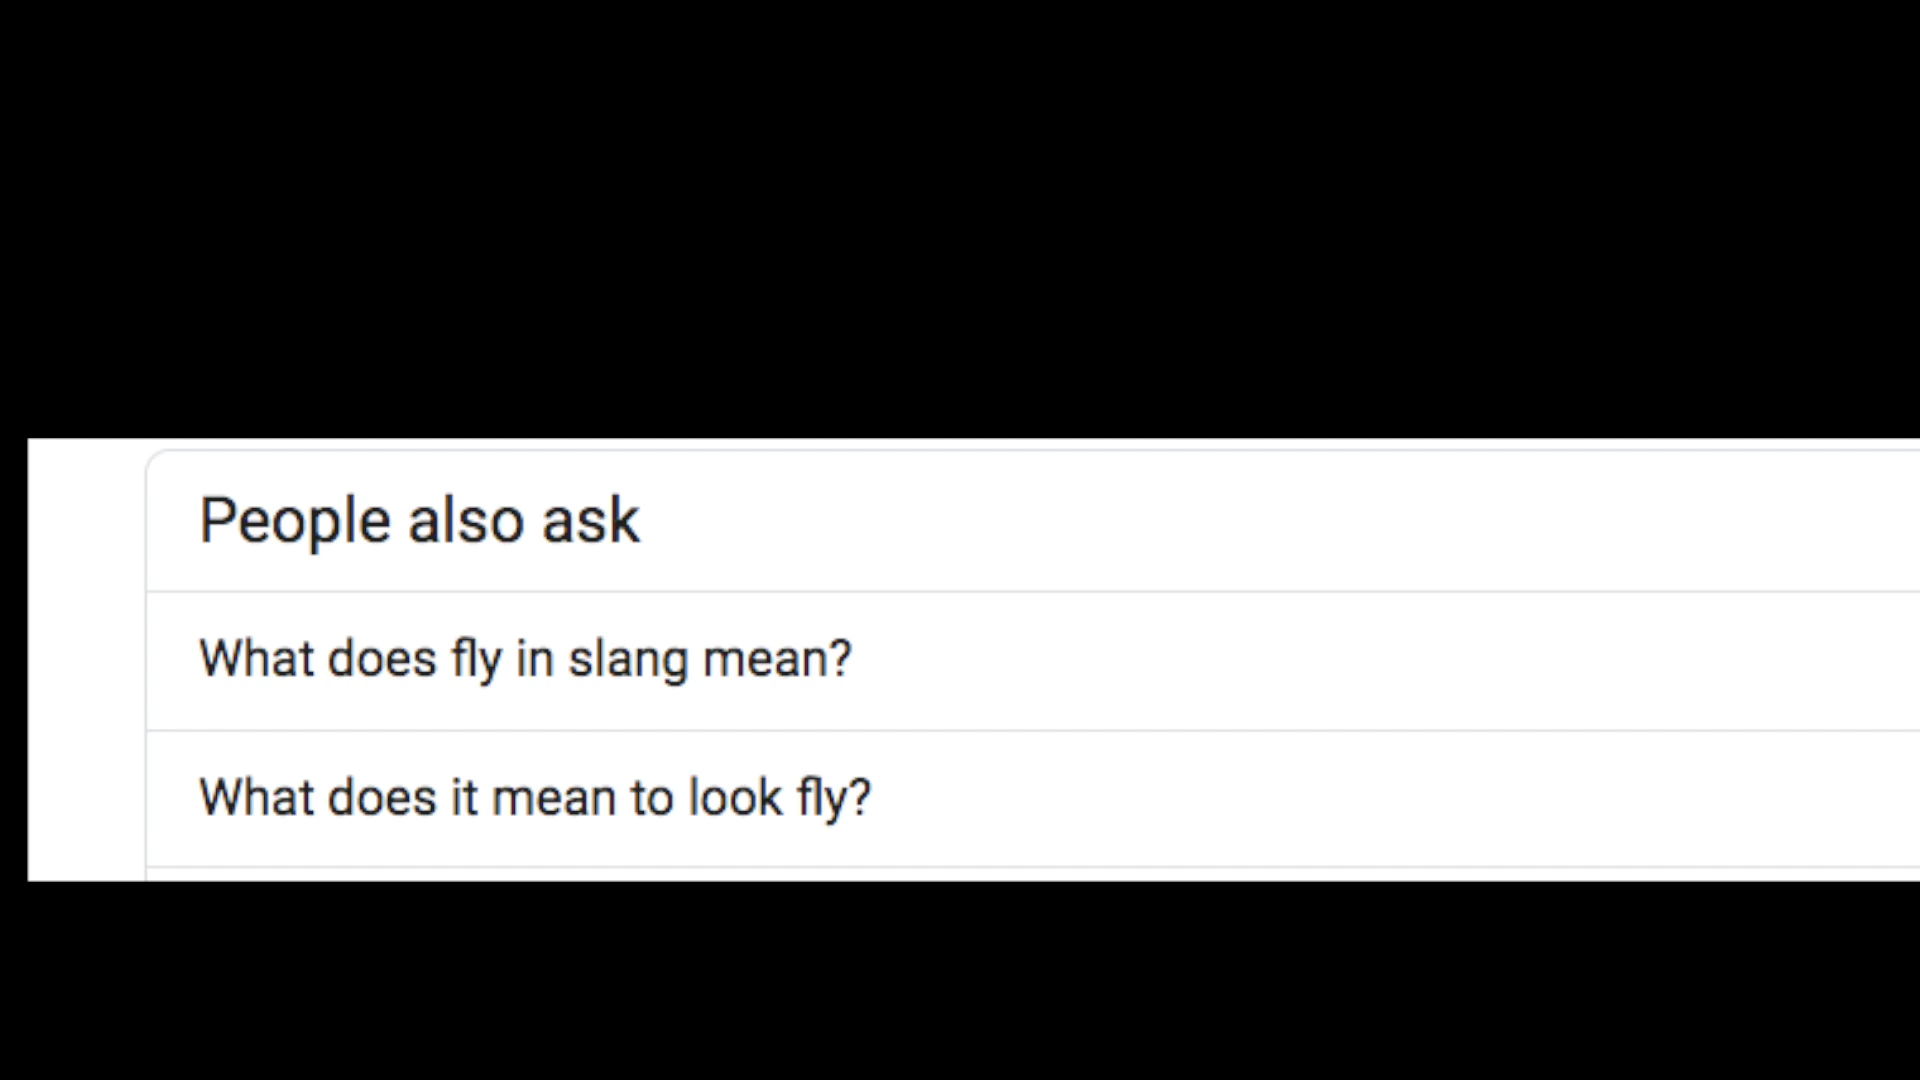 People also ask
What does fly in slang mean?
What does it mean to look fly?